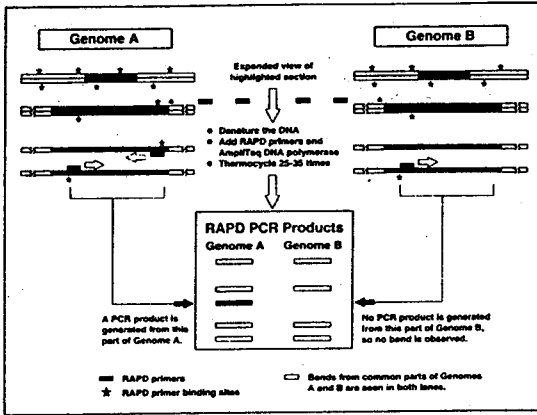 Genome A
Genome B
Expanded view of
highlighted section
Denature the DNA
Add RAPD primers and
AmpliTaq DNA polymerase
Thermocycle 25-35 times
RAPD PCR Products
Genome A Genome B
A PCR product is
generated from this
part of Genome A.
No PCR product is generated
from this part of Genome B,
so no band is observed.
RAPD primers
RAPD primer binding sites
Bends from common parts of Genomes
A and B are seen in both lanes.